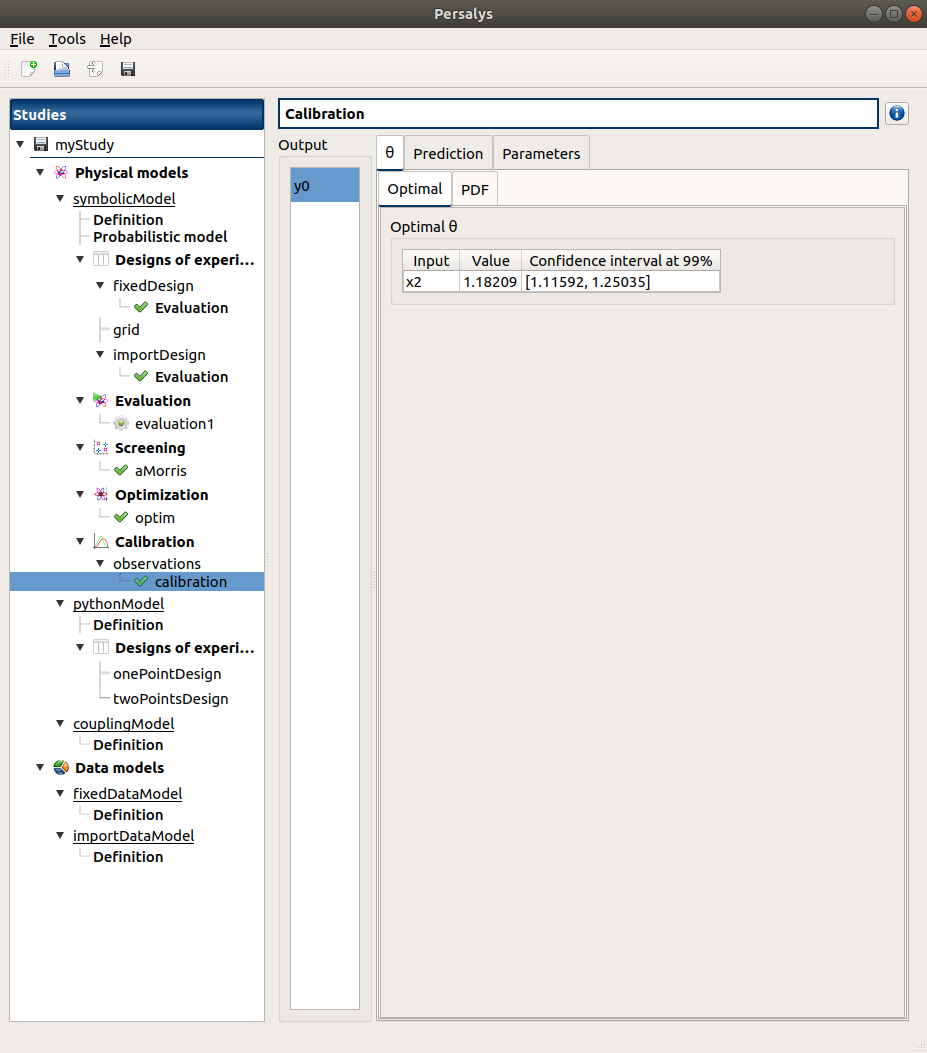 Persalys
File Tools Help
Studies
myStudy
Physical models
symbolicModel
Definition
Probabilistic model
Designs of experi...
fixedDesign
Evaluation
grid
importDesign
Evaluation
Evaluation
evaluation1
Screening
aMorris
Optimization
optim
Calibration
observations
calibration
pythonModel
Definition
Designs of experi...
onePointDesign
twoPointsDesign
couplingModel
Definition
Data models
fixedDataModel
Definition
importDataModel
Definition
Calibration
Output
y0
θ Prediction Parameters
Optimal PDF
Optimal θ
Input Value Confidence interval at 99%
x2 1.18209 [1.11592, 1.25035]